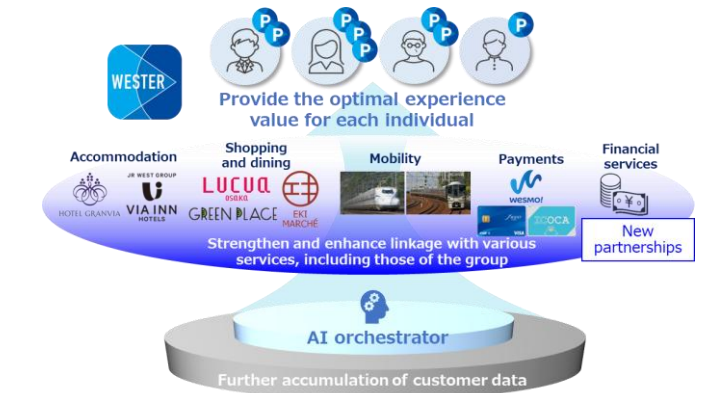 P
P
P
P
P
P
P
P
WESTER
Provide the optimal experience
value for each individual
Accommodation
Shopping
and dining
Mobility
Payments
Financial
services
HOTEL GRANVIA
JR WEST GROUP
VIA INN
HOTELS
LUCUA
OSAKA
GREEN PLACE
EKI
MARCHÉ
WESMO!
VISA
ICOCA
¥
New
partnerships
Strengthen and enhance linkage with various
services, including those of the group
AI orchestrator
Further accumulation of customer data